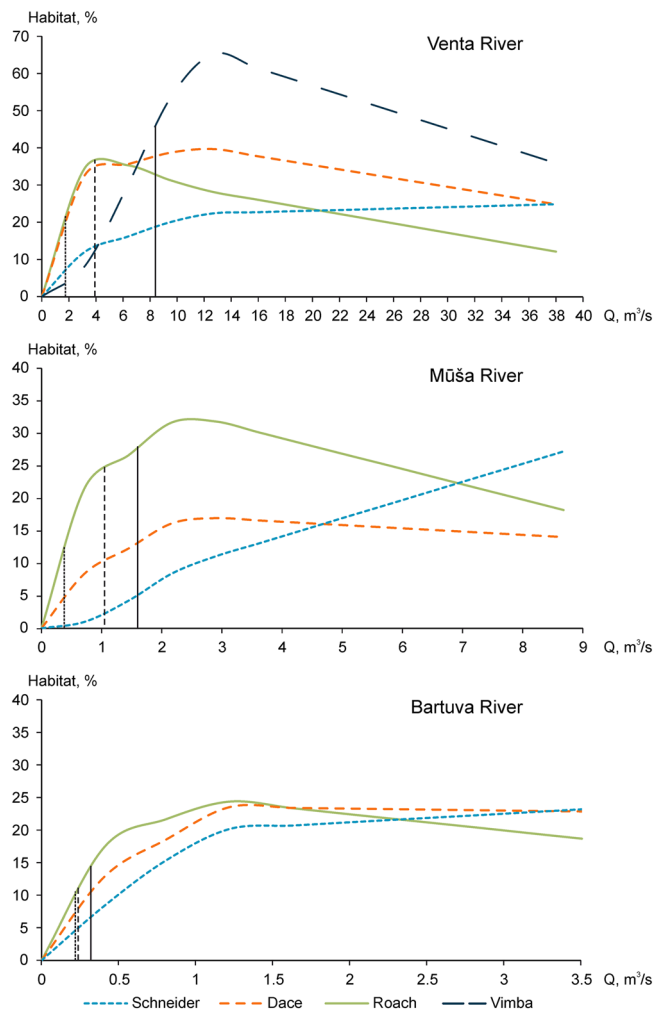 Habitat, %
Venta River
70
60
50
40
30
20
10
0
0 2 4 6 8 10 12 14 16 18 20 22 24 26 28 30 32 34 36 38 40 Q, m³/s
Habitat, %
Mūša River
40
35
30
25
20
15
10
5
0
0 1 2 3 4 5 6 7 8 9 Q, m³/s
Habitat, %
Bartuva River
40
35
30
25
20
15
10
5
0
0 0.5 1 1.5 2 2.5 3 3.5 Q, m³/s
Schneider Dace Roach Vimba